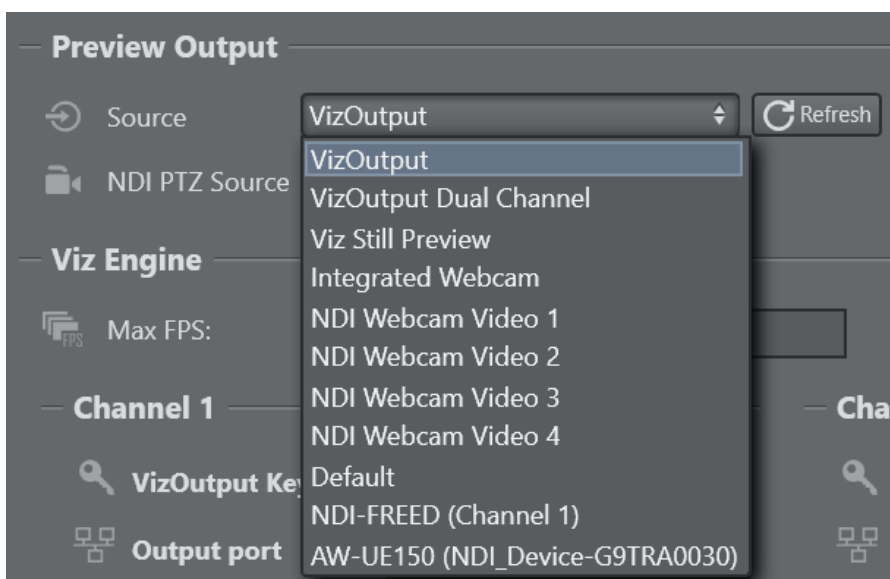 Preview Output
Source
VizOutput
Refresh
NDI PTZ Source
VizOutput
VizOutput Dual Channel
Viz Still Preview
Integrated Webcam
NDI Webcam Video 1
NDI Webcam Video 2
NDI Webcam Video 3
NDI Webcam Video 4
Default
NDI-FREED (Channel 1)
AW-UE150 (NDI_Device-G9TRA0030)
Viz Engine
FPS
Max FPS:
Channel 1
Cha
VizOutput Key
Output port